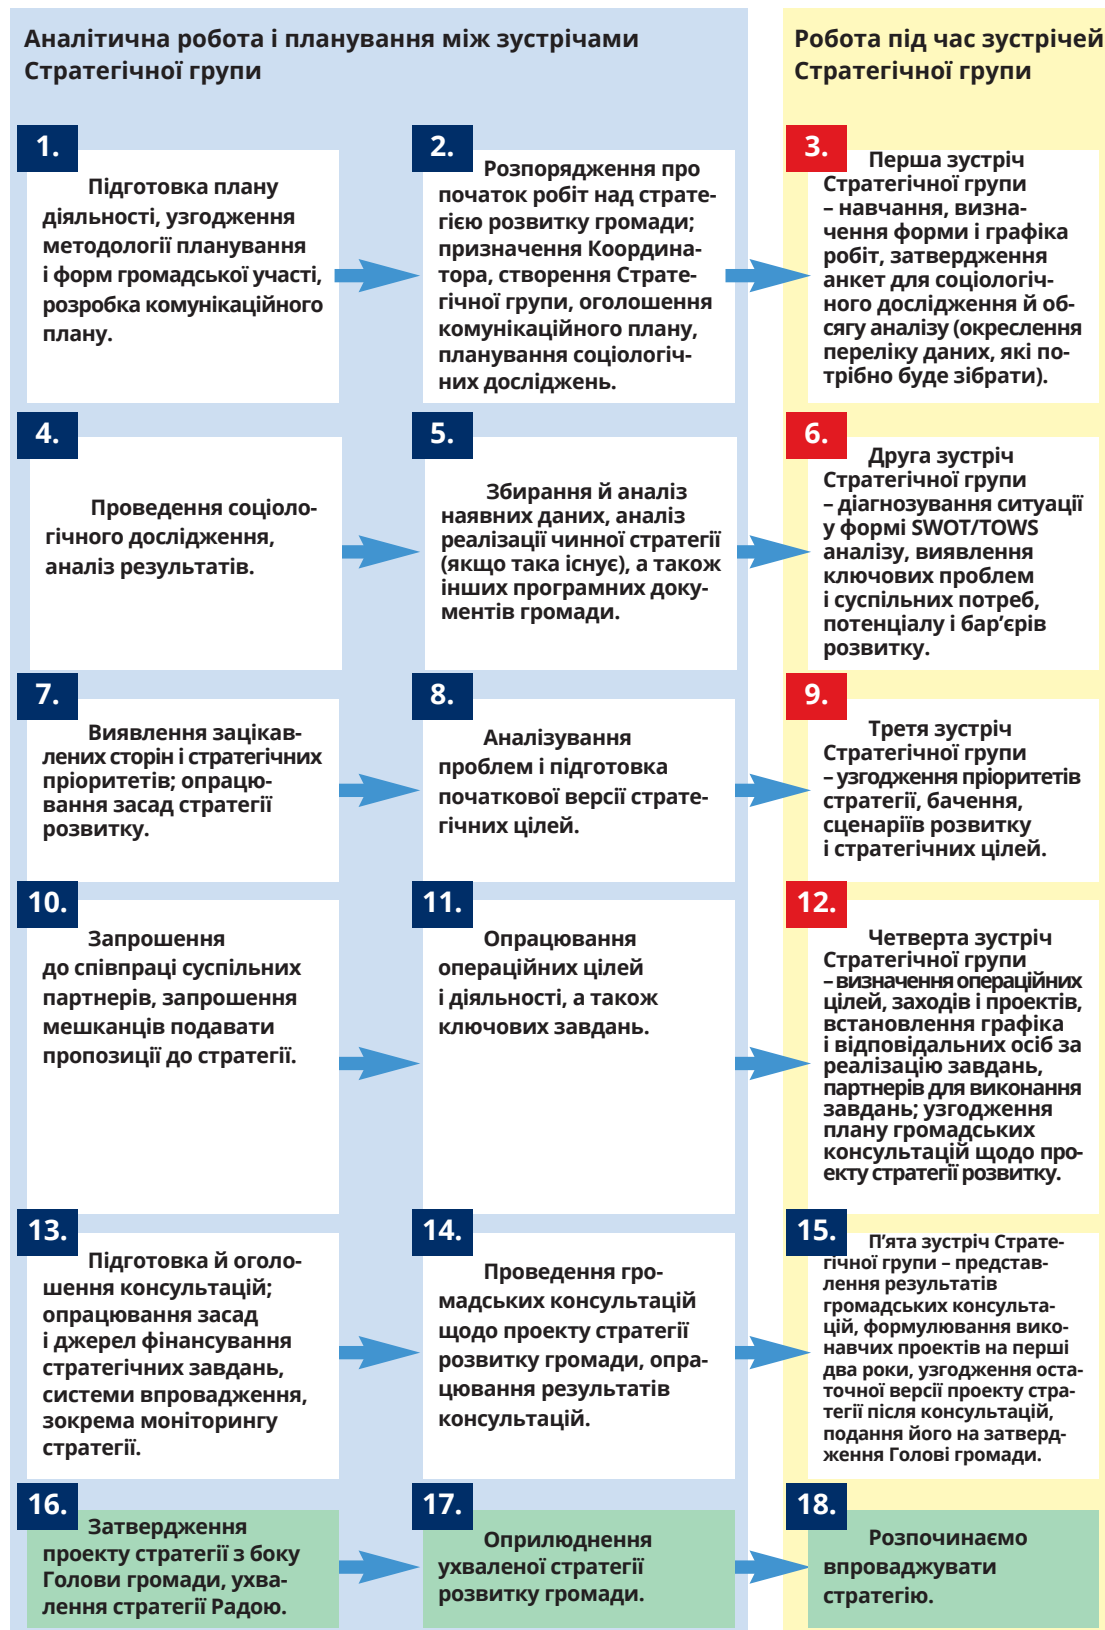 Аналітична робота і планування між зустрічами
Стратегічної групи
Робота під час зустрічей
Стратегічної групи
1.
Підготовка плану
діяльності, узгодження
методології планування
і форм громадської участі,
розробка комунікаційного
плану.
2.
Розпорядження про
початок робіт над страте-
гією розвитку громади;
призначення Координа-
тора, створення Страте-
гічної групи, оголошення
комунікаційного плану,
планування соціологіч-
них досліджень.
3.
Перша зустріч
Стратегічної групи
– навчання, визна-
чення форми і графіка
робіт, затвердження
анкет для соціологіч-
ного дослідження й об-
сягу аналізу (окреслення
переліку даних, які по-
трібно буде зібрати).
4.
Проведення соціоло-
гічного дослідження,
аналіз результатів.
5.
Збирання й аналіз
наявних даних, аналіз
реалізації чинної стратегії
(якщо така існує), а також
інших програмних доку-
ментів громади.
6.
Друга зустріч
Стратегічної групи
– діагнозування ситуації
у формі SWOT/TOWS
аналізу, виявлення
ключових проблем
і суспільних потреб,
потенціалу і бар’єрів
розвитку.
7.
Виявлення зацікав-
лених сторін і стратегічних
пріоритетів; опрацю-
вання засад стратегії
розвитку.
8.
Аналізування
проблем і підготовка
початкової версії страте-
гічних цілей.
9.
Третя зустріч
Стратегічної групи
– узгодження пріоритетів
стратегії, бачення,
сценаріїв розвитку
і стратегічних цілей.
10.
Запрошення
до співпраці суспільних
партнерів, запрошення
мешканців подавати
пропозиції до стратегії.
11.
Опрацювання
операційних цілей
і діяльності, а також
ключових завдань.
12.
Четверта зустріч
Стратегічної групи
– визначення операційних
цілей, заходів і проектів,
встановлення графіка
і відповідальних осіб за
реалізацію завдань,
партнерів для виконання
завдань; узгодження
плану громадських
консультацій щодо про-
екту стратегії розвитку.
13.
Підготовка й оголо-
шення консультацій;
опрацювання засад
і джерел фінансування
стратегічних завдань,
системи впровадження,
зокрема моніторингу
стратегії.
14.
Проведення гро-
мадських консультацій
щодо проекту стратегії
розвитку громади, опра-
цювання результатів
консультацій.
15.
П’ята зустріч Страте-
гічної групи – представ-
лення результатів
громадських консульта-
цій, формулювання вико-
навчих проектів на перші
два роки, узгодження оста-
точної версії проекту стра-
тегії після консультацій,
подання його на затверд-
ження Голові громади.
16.
Затвердження
проекту стратегії з боку
Голови громади, ухва-
лення стратегії Радою.
17.
Оприлюднення
ухваленої стратегії
розвитку громади.
18.
Розпочинаємо
впроваджувати
стратегію.